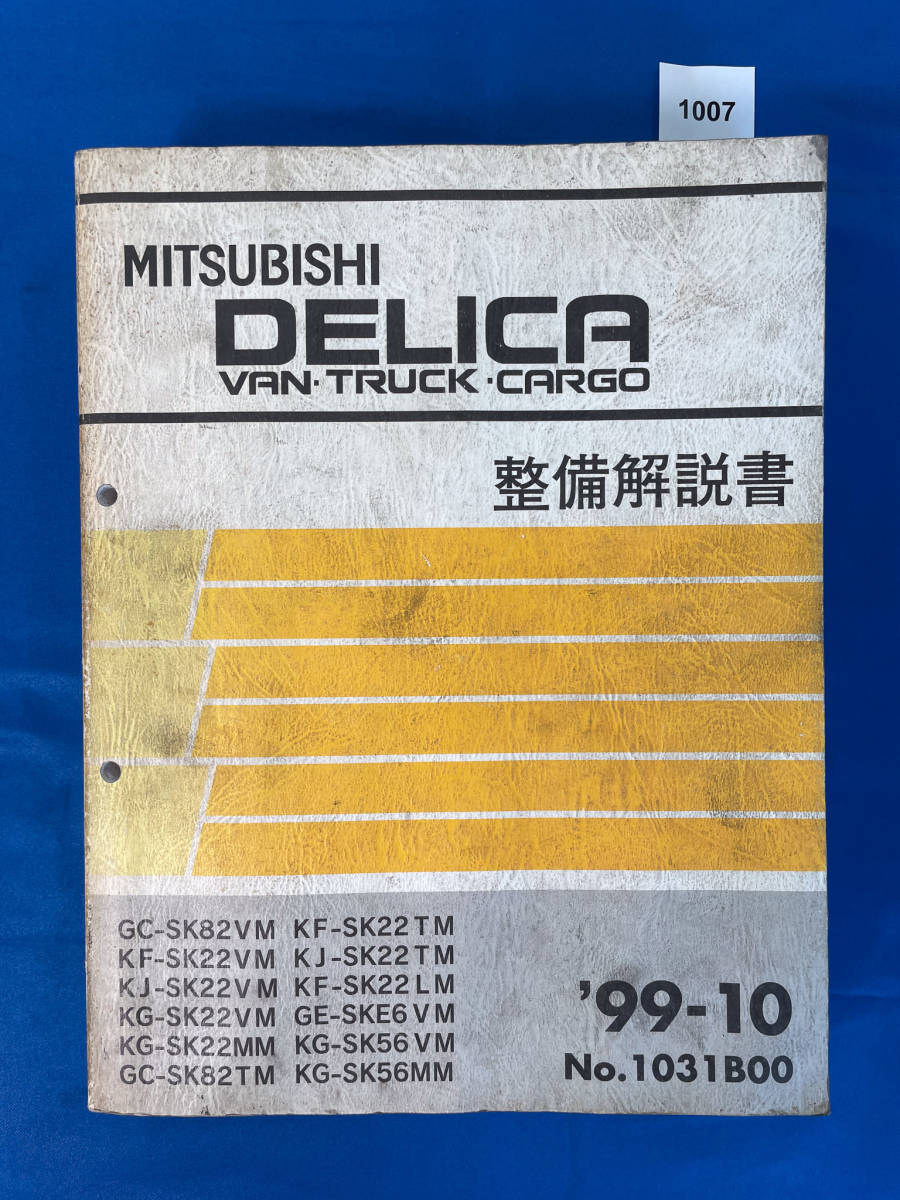 1007
MITSUBISHI
DELICA
VAN・TRUCK・CARGO
整備解説書
GC-SK82VM KF-SK22TM
KF-SK22VM KJ-SK22TM
KJ-SK22VM KF-SK22LM
KG-SK22VM GE-SKE6VM
KG-SK22MM KG-SK56VM
GC-SK82TM KG-SK56MM
'99-10
No.1031B00